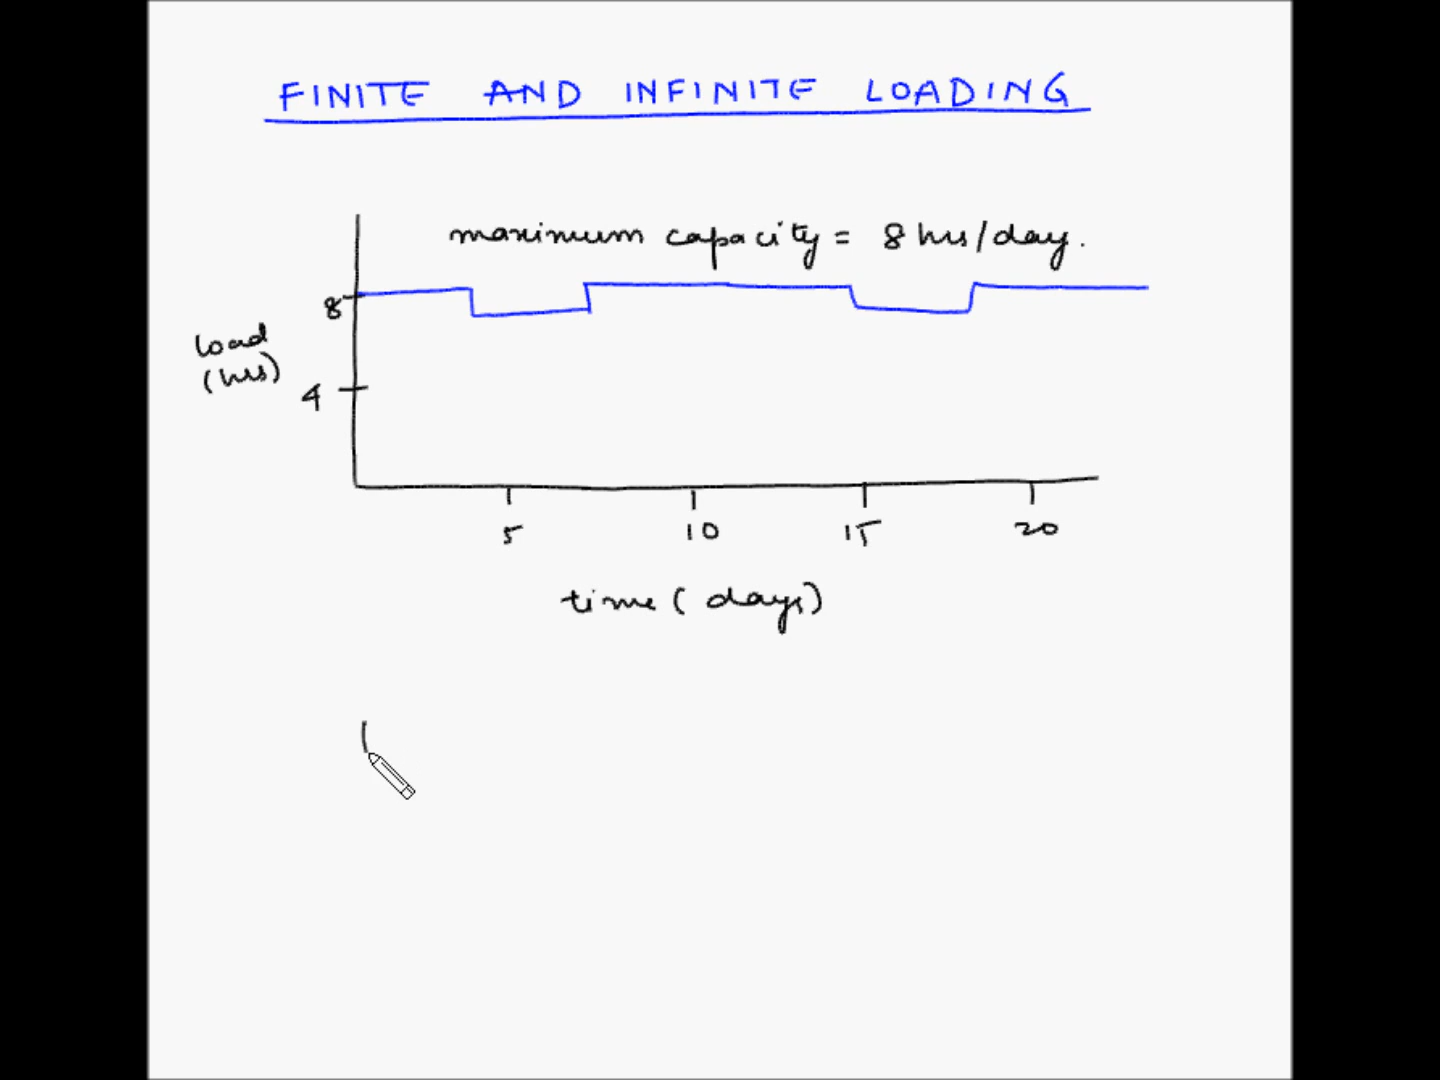 FINITE AND INFINITE LOADING
maximum capacity = 8 hrs/day.
8
load
(hrs)
4
5 10 15 20
time (days)